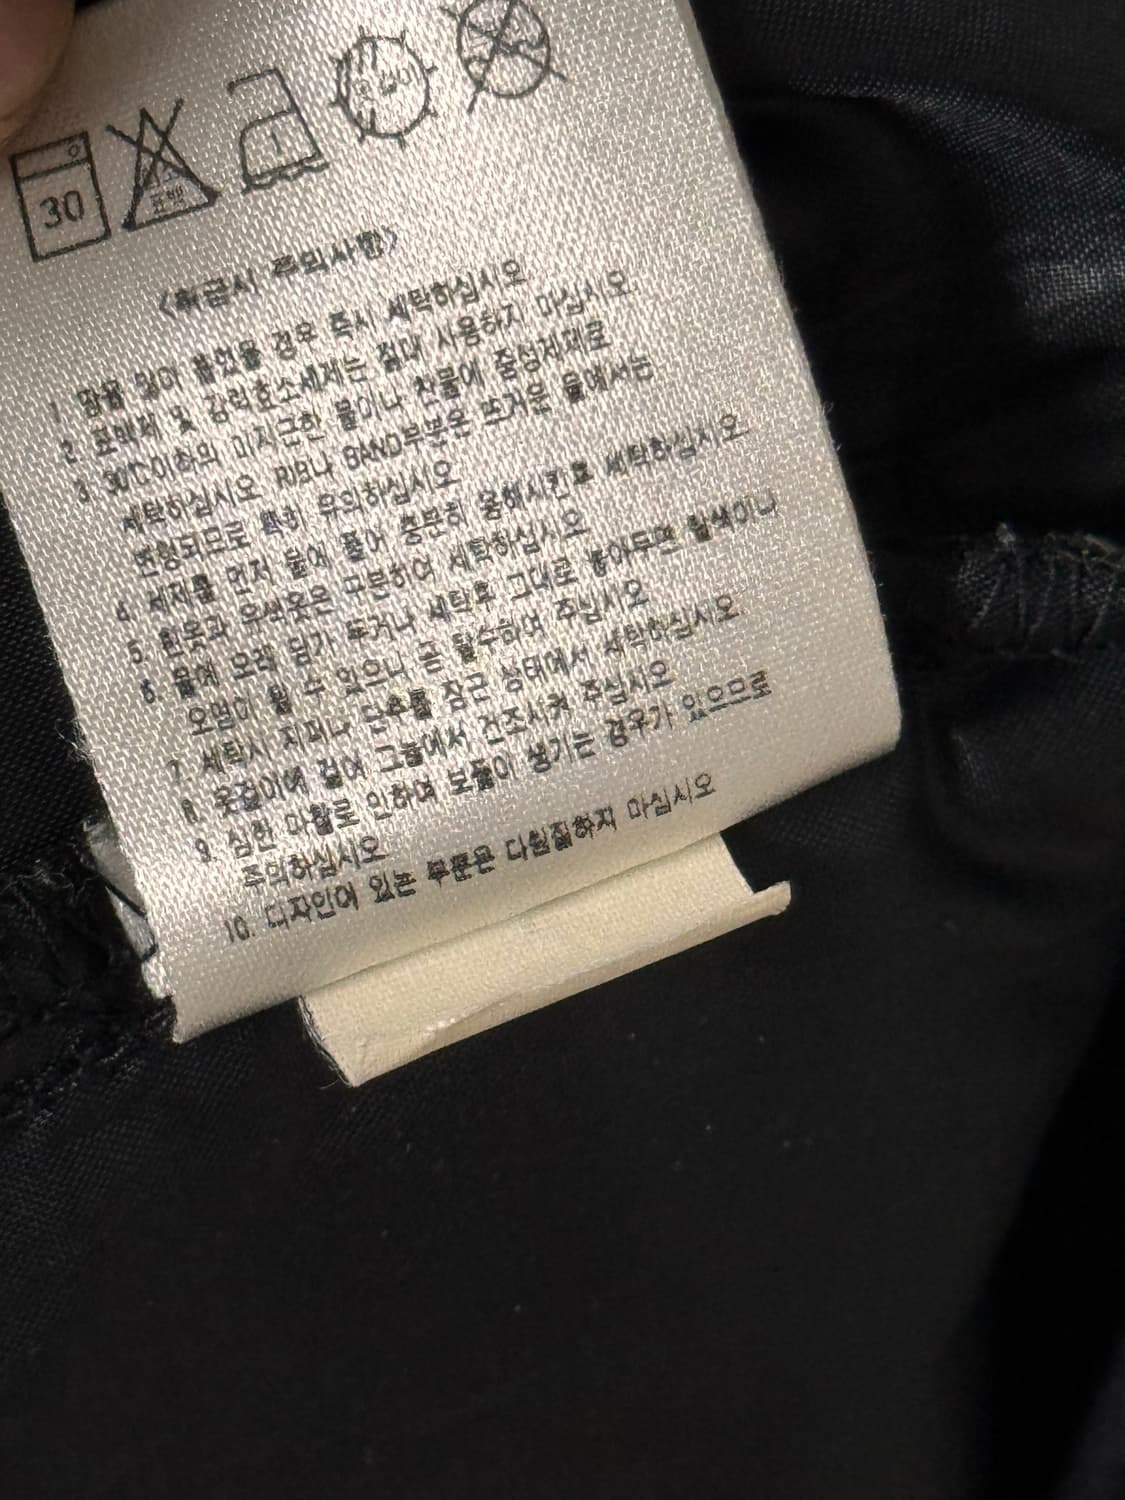 30
표백
〈취급시 주의사항〉
1. 땀을 많이 흘렸을 경우 즉시 세탁하십시오
2. 표백제 및 강력효소세제는 절대 사용하지 마십시오.
3. 30℃이하의 미지근한 물이나 찬물에 중성세제로
세탁하십시오 RIB나 BAND부분은 뜨거운 물에서는
변형되므로 특히 유의하십시오
4. 세제를 먼저 물에 풀어 충분히 용해시킨후 세탁하십시오.
5. 흰옷과 유색옷은 구분하여 세탁하십시오
6. 물에 오래 담가 두거나 세탁후 그대로 놓아두면 탈색이나
오염이 될 수 있으니 곧 탈수하여 주십시오
7. 세탁시 지퍼나 단추를 잠근 상태에서 세탁하십시오.
8. 옷걸이에 걸어 그늘에서 건조시켜 주십시오
9. 심한 마찰로 인하여 보풀이 생기는 경우가 있으므로
주의하십시오
10. 디자인어 있는 부분은 다림질하지 마십시오